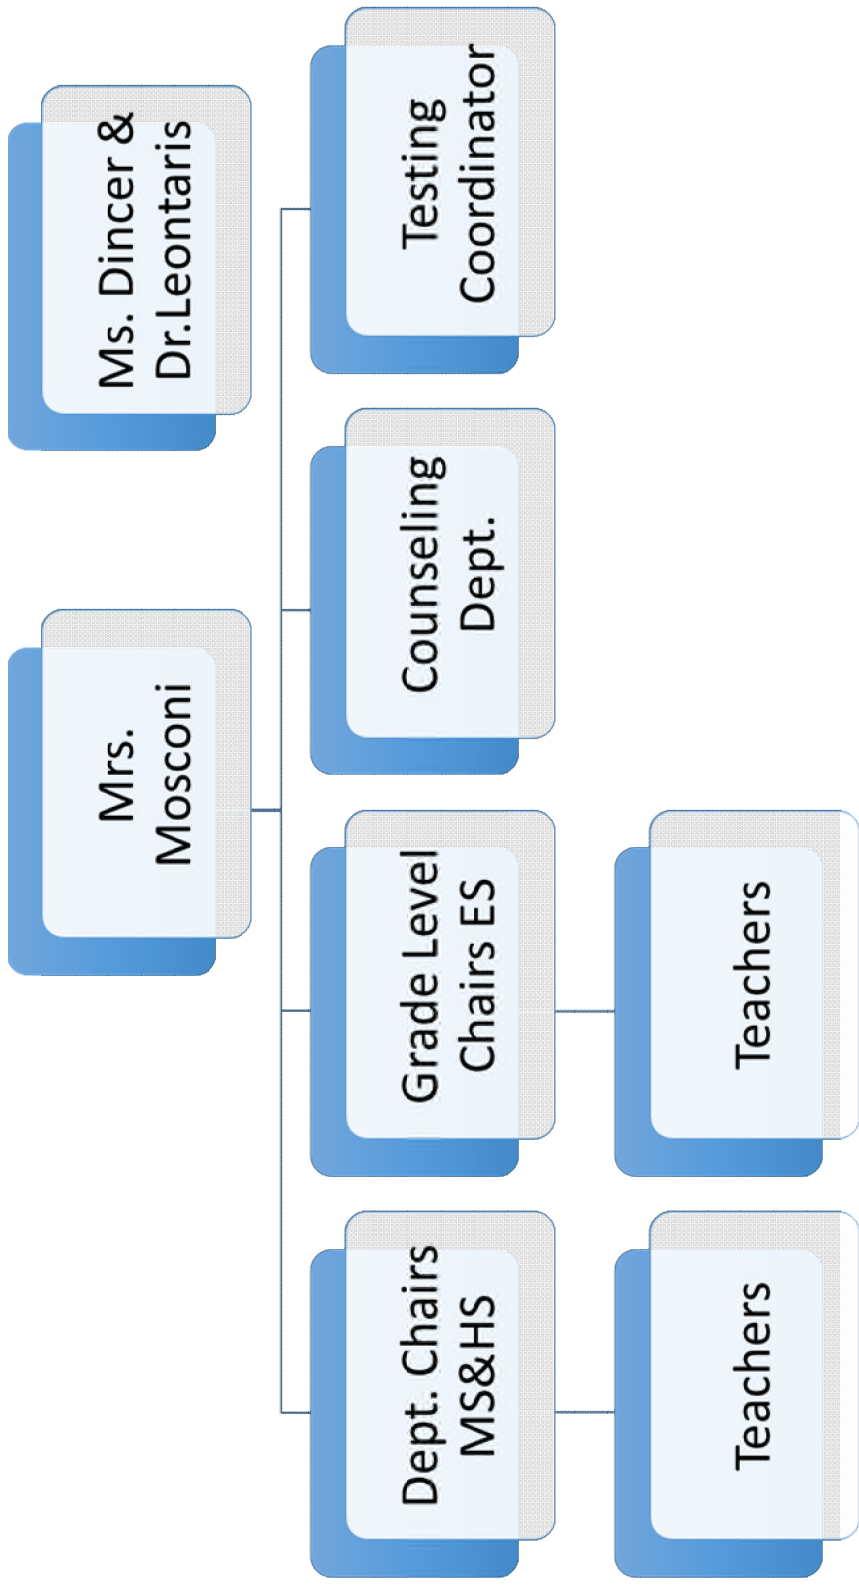 Mrs.
Mosconi
Ms. Dincer &
Dr.Leontaris
Dept. Chairs
MS&HS
Grade Level
Chairs ES
Counseling
Dept.
Testing
Coordinator
Teachers
Teachers